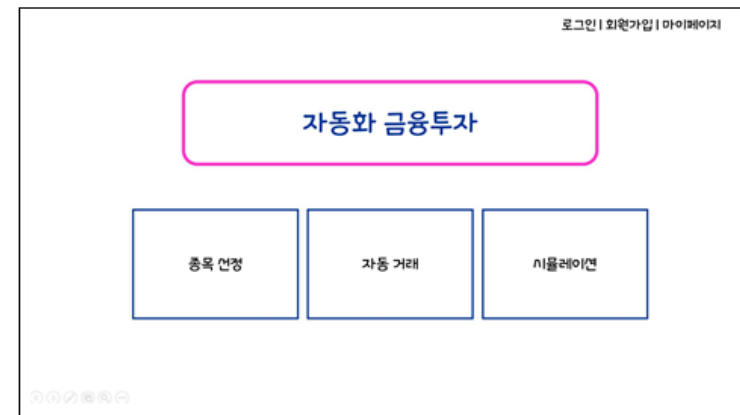 로그인 | 회원가입 | 마이페이지
자동화 금융투자
종목 선정
자동 거래
시뮬레이션